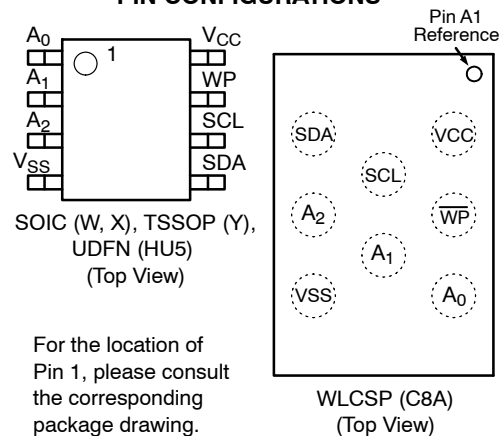 PIN CONFIGURATIONS
Pin A1
Reference
A0
VCC
1
A1
WP
A2
SCL
VSS
SDA
SOIC (W, X), TSSOP (Y),
UDFN (HU5)
(Top View)
For the location of
Pin 1, please consult
the corresponding
package drawing.
SDA
VCC
SCL
A2
W̅P̅
A1
VSS
A0
WLCSP (C8A)
(Top View)